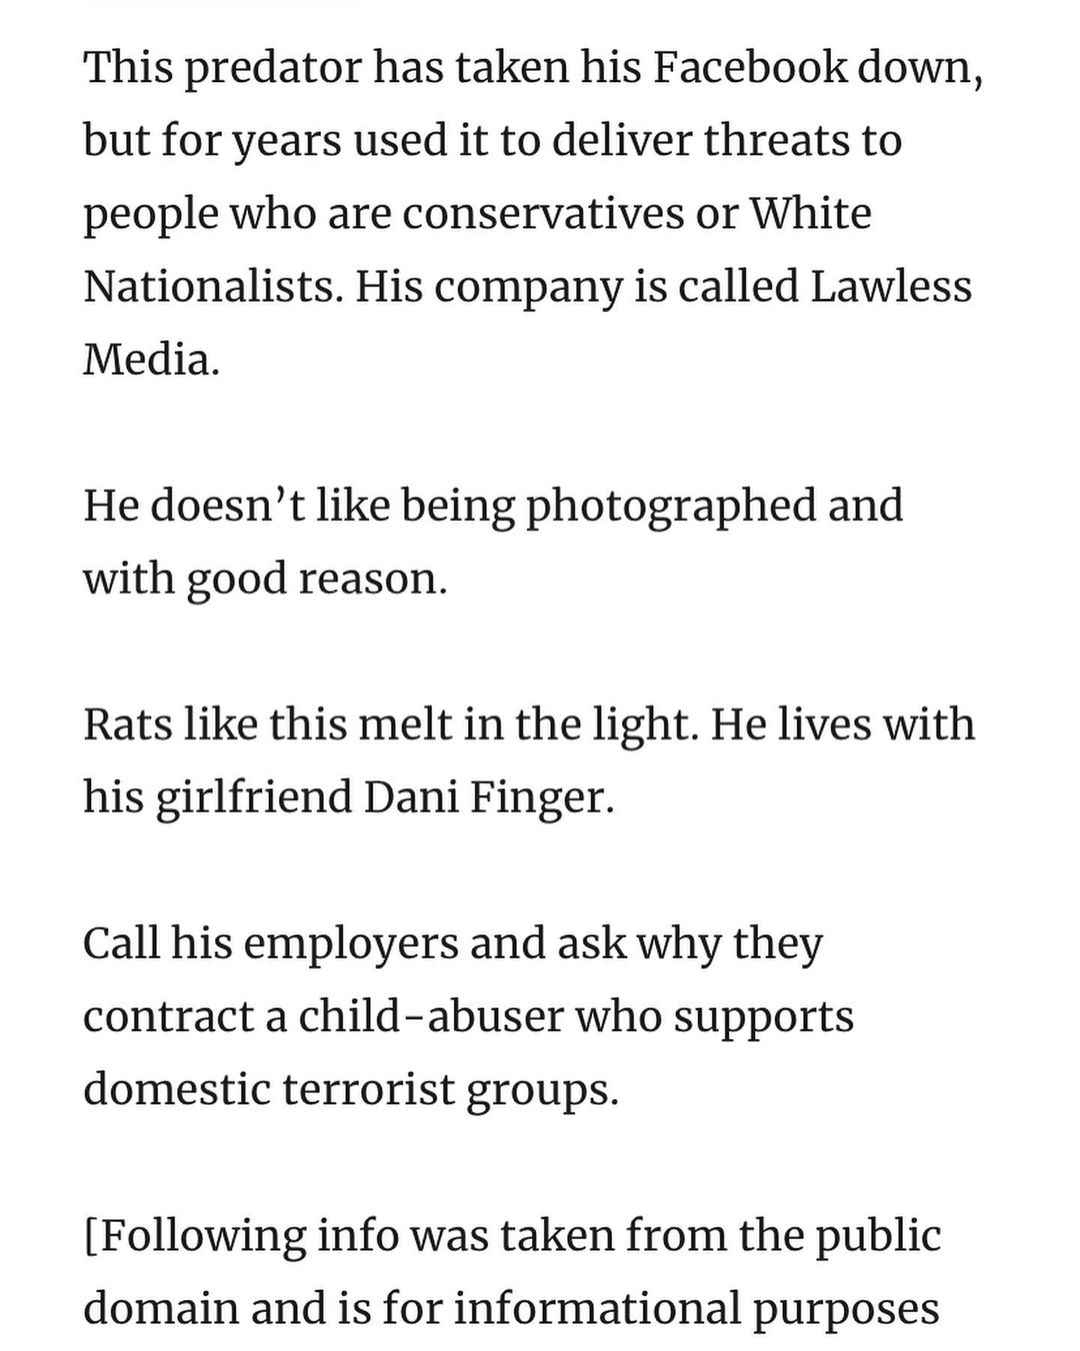 This predator has taken his Facebook down,
but for years used it to deliver threats to
people who are conservatives or White
Nationalists. His company is called Lawless
Media.
He doesn’t like being photographed and
with good reason.
Rats like this melt in the light. He lives with
his girlfriend Dani Finger.
Call his employers and ask why they
contract a child-abuser who supports
domestic terrorist groups.
[Following info was taken from the public
domain and is for informational purposes